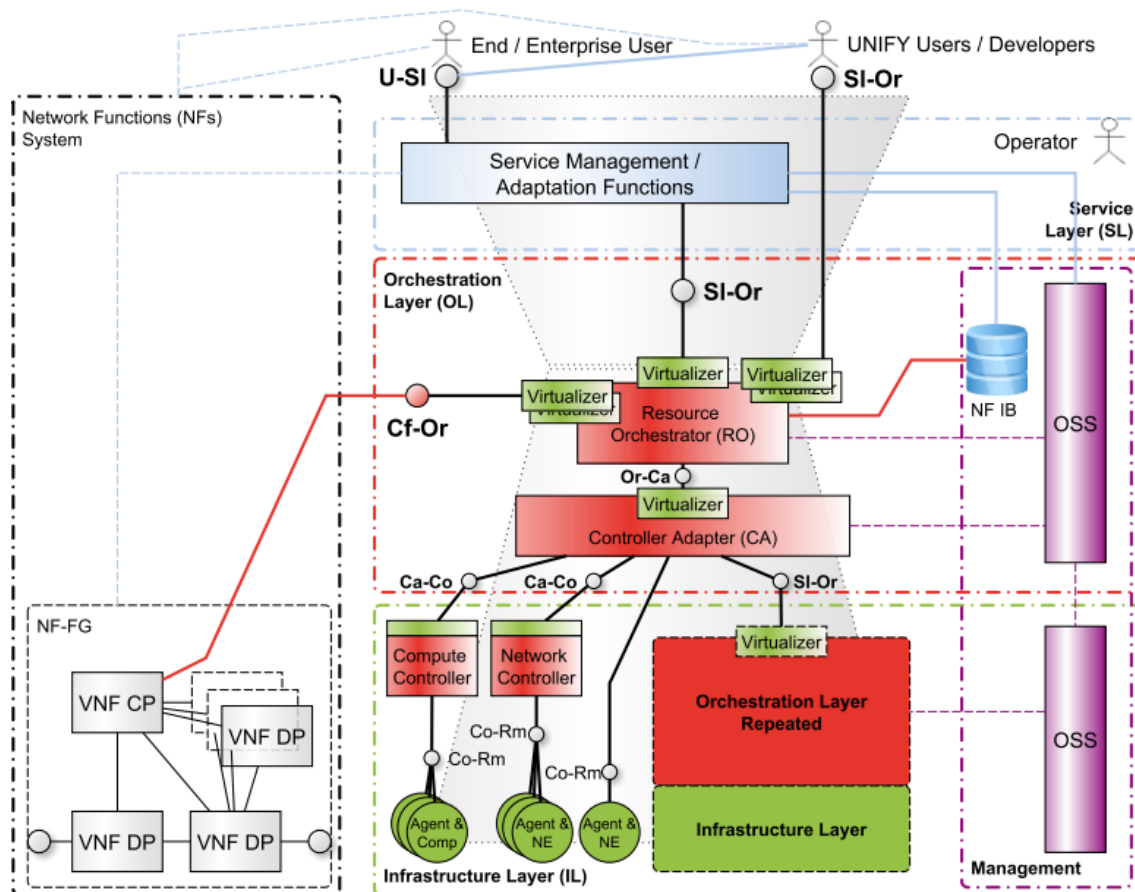 End / Enterprise User
UNIFY Users / Developers
U-Sl
Sl-Or
Network Functions (NFs)
System
Operator
Service Management /
Adaptation Functions
Service
Layer (SL)
Orchestration
Layer (OL)
Sl-Or
Virtualizer
Virtualizer
Virtualizer
Virtualizer
Virtualizer
Cf-Or
Resource
Orchestrator (RO)
NF IB
OSS
Or-Ca
Virtualizer
Controller Adapter (CA)
Ca-Co
Ca-Co
Sl-Or
NF-FG
Compute
Controller
Network
Controller
Virtualizer
VNF CP
VNF DP
Orchestration Layer
Repeated
OSS
Co-Rm
Co-Rm
Co-Rm
VNF DP
VNF DP
Agent &
Comp
Agent &
NE
Agent &
NE
Infrastructure Layer
Infrastructure Layer (IL)
Management